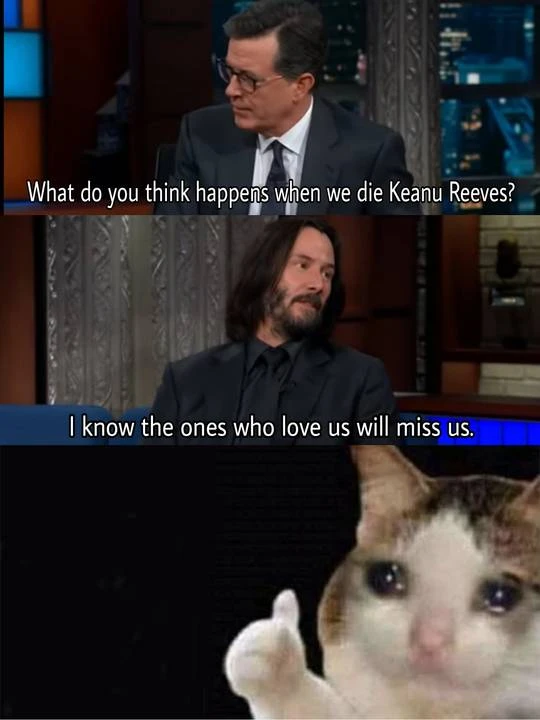 What do you think happens when we die Keanu Reeves?
I know the ones who love us will miss us.